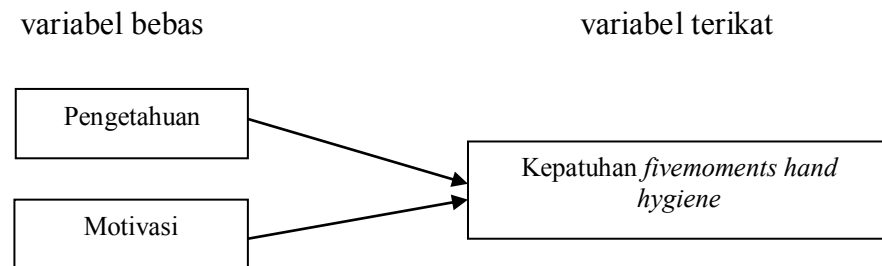 variabel bebas
variabel terikat
Pengetahuan
Kepatuhan fivemoments hand
hygiene
Motivasi